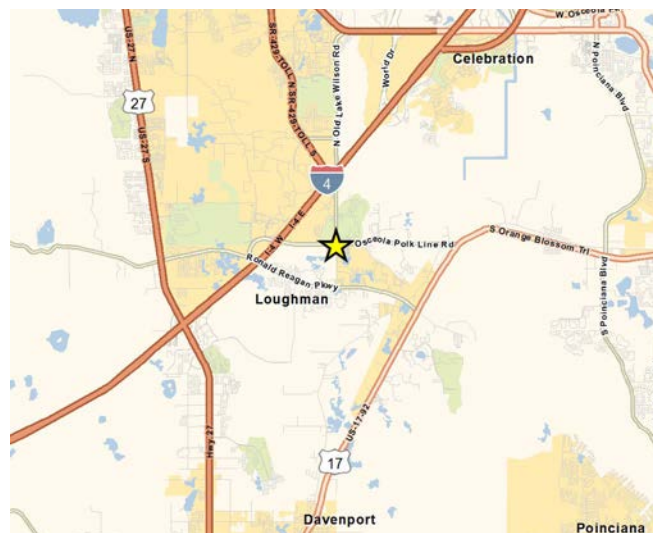 W Osceola P
US-27 N
SR-429-TOLL N SR-429-TOLL S
N Old Lake Wilson Rd
World Dr
Celebration
N Poinciana Blvd
27
US-27 S
4
I-4 W I-4 E
Osceola Polk Line Rd
S Orange Blossom Trl
Ronald Reagan Pkwy
Loughman
S Poinciana Blvd
Hwy 27
US-17-92
17
Davenport
Poinciana